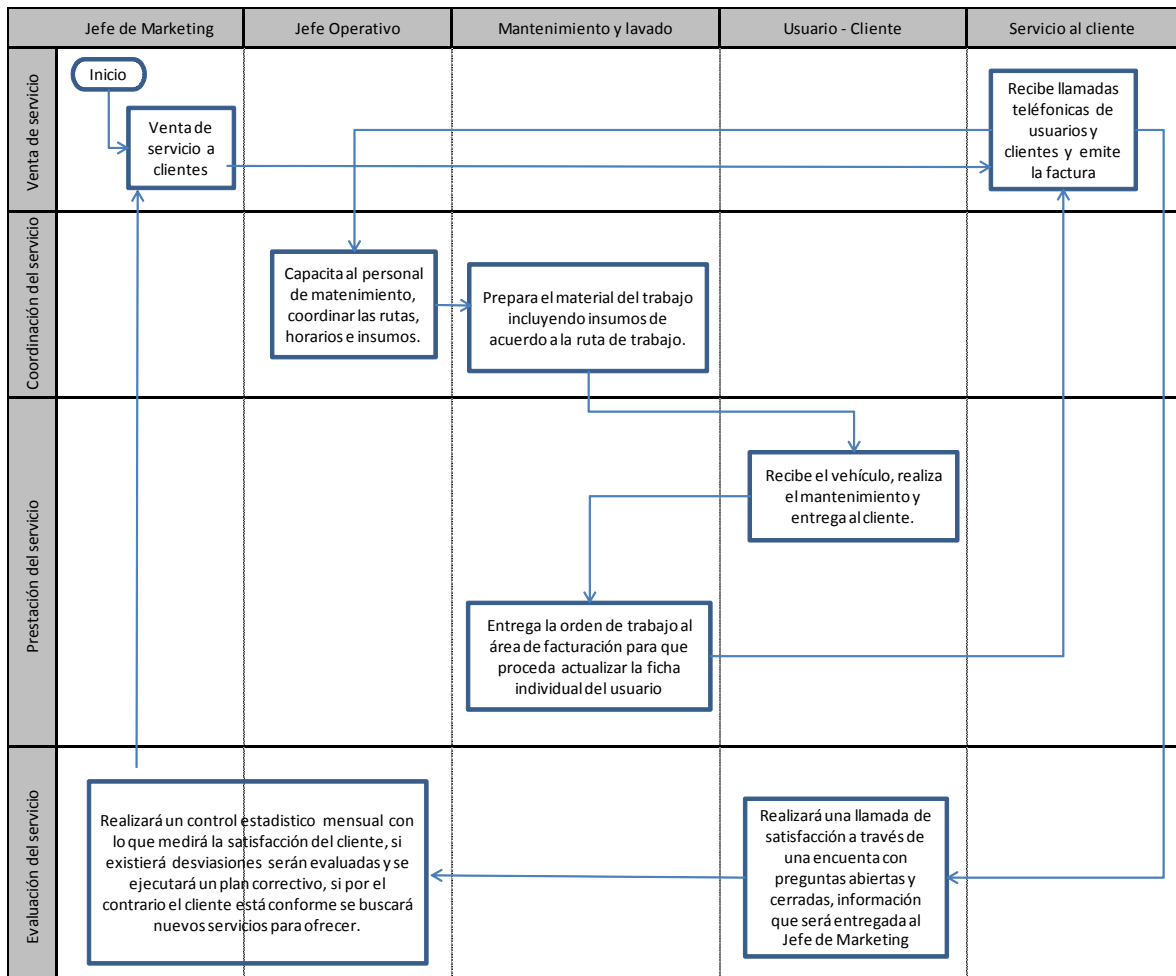 Jefe de Marketing
Jefe Operativo
Mantenimiento y lavado
Usuario - Cliente
Servicio al cliente
Venta de servicio
Inicio
Venta de
servicio a
clientes
Recibe llamadas
teléfonicas de
usuarios y
clientes y emite
la factura
Coordinación del servicio
Capacita al personal
de matenimiento,
coordinar las rutas,
horarios e insumos.
Prepara el material del trabajo
incluyendo insumos de
acuerdo a la ruta de trabajo.
Prestación del servicio
Recibe el vehículo, realiza
el mantenimiento y
entrega al cliente.
Entrega la orden de trabajo al
área de facturación para que
proceda actualizar la ficha
individual del usuario
Evaluación del servicio
Realizará un control estadistico mensual con
lo que medirá la satisfacción del cliente, si
existierá desviasiones serán evaluadas y se
ejecutará un plan correctivo, si por el
contrario el cliente está conforme se buscará
nuevos servicios para ofrecer.
Realizará una llamada de
satisfacción a través de
una encuenta con
preguntas abiertas y
cerradas, información
que será entregada al
Jefe de Marketing